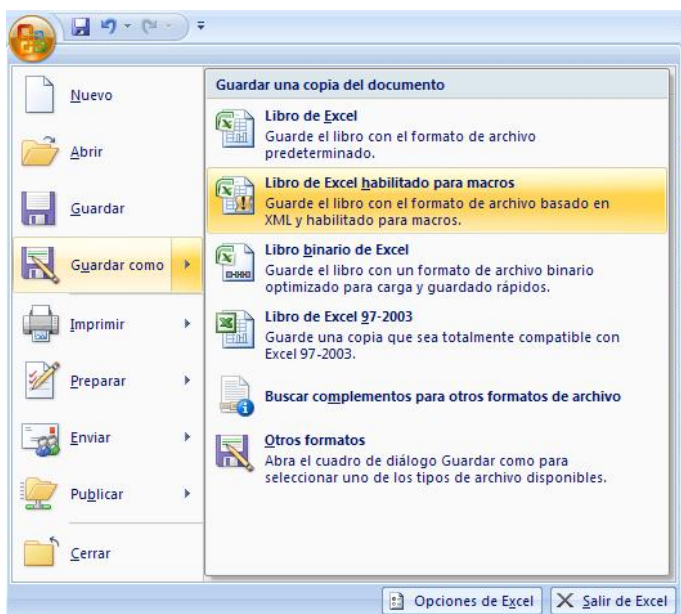 Nuevo
Abrir
Guardar
Guardar como
Imprimir
Preparar
Enviar
Publicar
Cerrar
Guardar una copia del documento
Libro de Excel
Guarde el libro con el formato de archivo
predeterminado.
Libro de Excel habilitado para macros
Guarde el libro con el formato de archivo basado en
XML y habilitado para macros.
Libro binario de Excel
Guarde el libro con un formato de archivo binario
optimizado para carga y guardado rápidos.
Libro de Excel 97-2003
Guarde una copia que sea totalmente compatible con
Excel 97-2003.
Buscar complementos para otros formatos de archivo
Otros formatos
Abra el cuadro de diálogo Guardar como para
seleccionar uno de los tipos de archivo disponibles.
Opciones de Excel
Salir de Excel